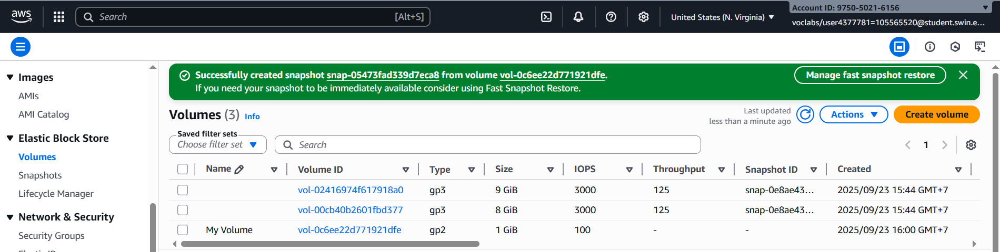 aws
Search [Alt+S]
United States (N. Virginia)
Account ID: 9750-5021-6156
voclabs/user4377781=105565520@student.swin.e...
Images
AMIs
AMI Catalog
Elastic Block Store
Volumes
Snapshots
Lifecycle Manager
Network & Security
Security Groups
Successfully created snapshot snap-05473fad339d7eca8 from volume vol-0c6ee22d771921dfe.
If you need your snapshot to be immediately available consider using Fast Snapshot Restore.
Manage fast snapshot restore
Volumes (3) Info
Last updated
less than a minute ago
Actions
Create volume
Saved filter sets
Choose filter set
Search
1
Name Volume ID Type Size IOPS Throughput Snapshot ID Created
vol-02416974f617918a0 gp3 9 GiB 3000 125 snap-0e8ae43... 2025/09/23 15:44 GMT+7
vol-00cb40b2601fbd377 gp3 8 GiB 3000 125 snap-0e8ae43... 2025/09/23 15:44 GMT+7
My Volume vol-0c6ee22d771921dfe gp2 1 GiB 100 - - 2025/09/23 16:00 GMT+7